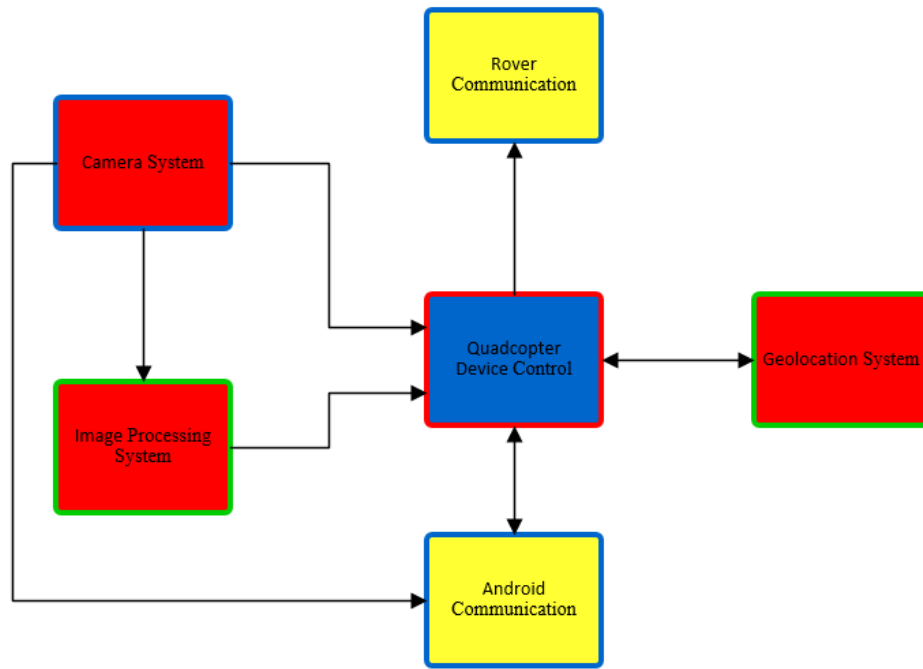 Rover
Communication
Camera System
Quadcopter
Device Control
Geolocation System
Image Processing
System
Android
Communication